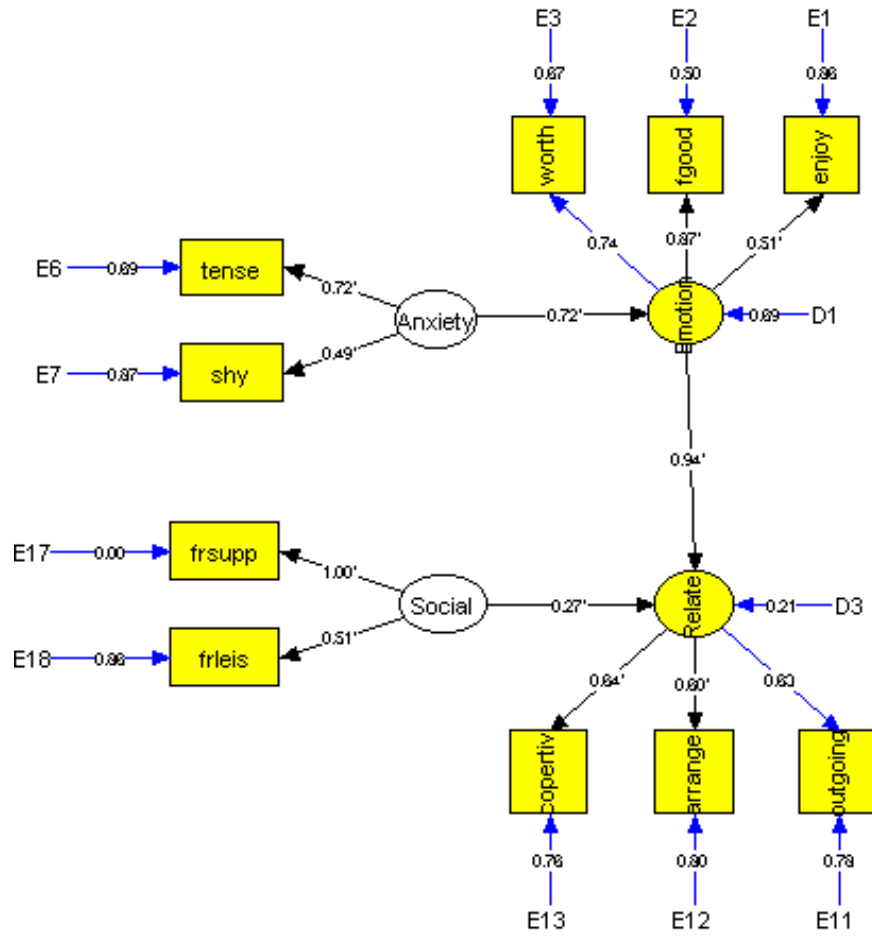 E3 E2 E1
0.67 0.50 0.86
worth fgood enjoy
0.74 0.87' 0.51'
E6 0.69 tense 0.72'
Anxiety 0.72' Emotion 0.69 D1
E7 0.87 shy 0.49'
0.94'
E17 0.00 frsupp 1.00'
Social 0.27' Relate 0.21 D3
E18 0.86 frleis 0.51'
0.64' 0.60' 0.63
copertiv arrange outgoing
0.76 0.80 0.78
E13 E12 E11